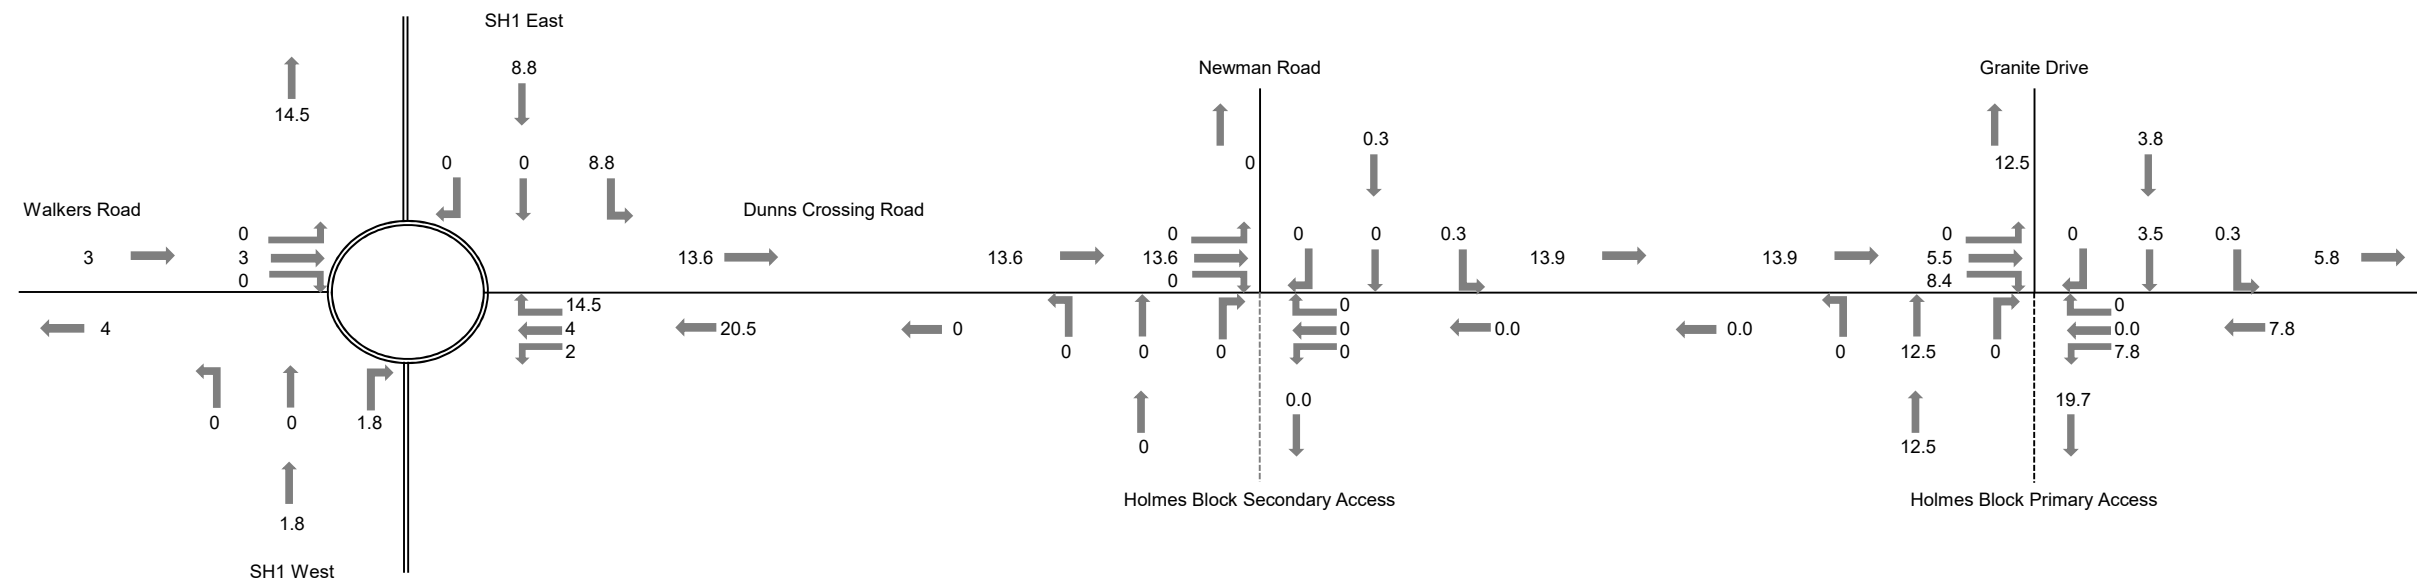 SH1 East
8.8
Newman Road
Granite Drive
14.5
0.3
3.8
0 0 8.8
0
12.5
Walkers Road
Dunns Crossing Road
0
0
0 0 0.3
0
0 3.5 0.3
3
3
13.6
13.6
13.6
13.9
13.9
5.5
5.8
0
0
8.4
14.5
0
0
4
4
20.5
0
0
0.0
0.0
0.0
7.8
2
0 0 0
0
0 12.5 0
7.8
0.0
19.7
0 0 1.8
0
12.5
Holmes Block Secondary Access
Holmes Block Primary Access
1.8
SH1 West